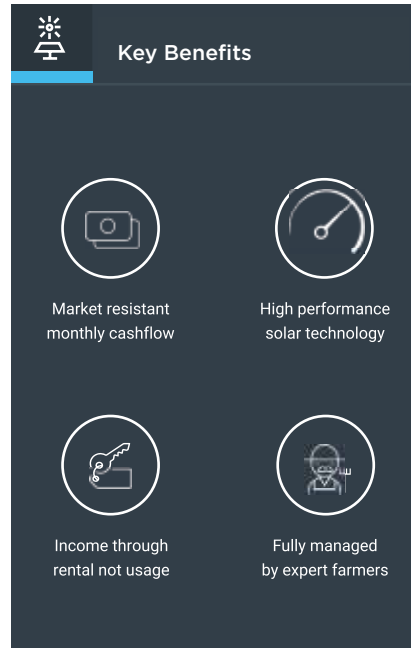 Key Benefits
Market resistant
monthly cashflow
High performance
solar technology
Income through
rental not usage
Fully managed
by expert farmers